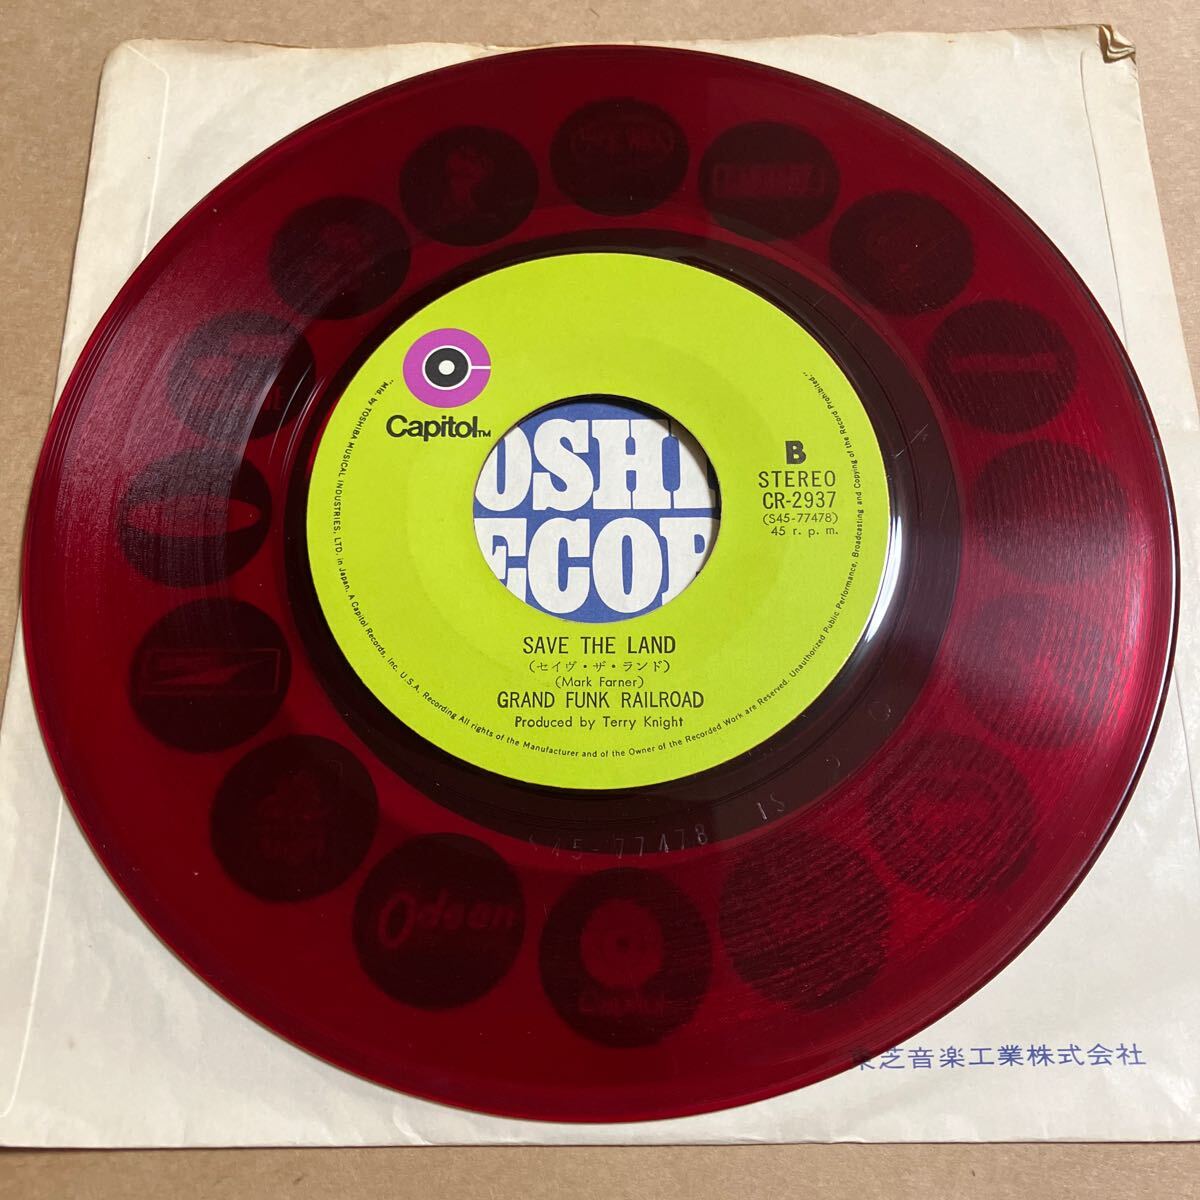 Capitol TM
OSHI
ECOR
B
STEREO
CR-2937
(S45-77478)
45 r. p. m.
SAVE THE LAND
(セイヴ・ザ・ランド)
(Mark Farner)
GRAND FUNK RAILROAD
Produced by Terry Knight
"Mfd. by TOSHIBA MUSICAL INDUSTRIES, LTD. in Japan. A Capitol Records, Inc. U.S.A. Recording All rights of the Manufacturer and of the Owner of the Recorded Work are Reserved. Unauthorized Public Performance, Broadcasting and Copying of the Record Prohibited."
S45-77478 1S
Odeon
Capitol
東芝音楽工業株式会社